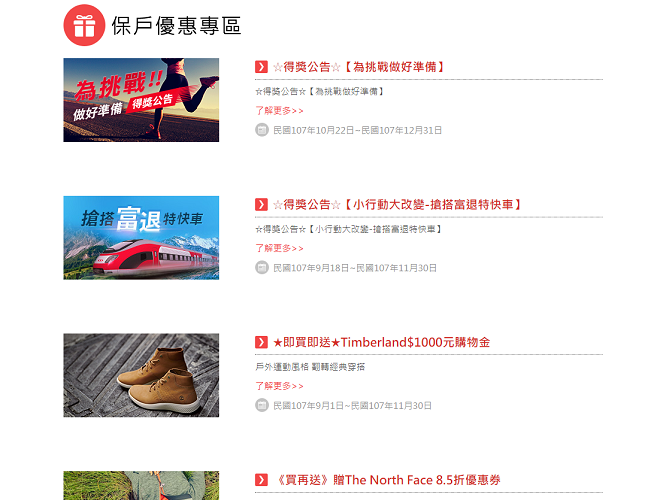 保戶優惠專區
為挑戰!!
做好準備 得獎公告
☆得獎公告☆【為挑戰做好準備】
☆得獎公告☆【為挑戰做好準備】
了解更多>>
民國107年10月22日~民國107年12月31日
搶搭富退特快車
☆得獎公告☆【小行動大改變-搶搭富退特快車】
☆得獎公告☆【小行動大改變-搶搭富退特快車】
了解更多>>
民國107年9月18日~民國107年11月30日
★即買即送★Timberland$1000元購物金
戶外運動風格 翻轉經典穿搭
了解更多>>
民國107年9月1日~民國107年11月30日
《買再送》贈The North Face 8.5折優惠券